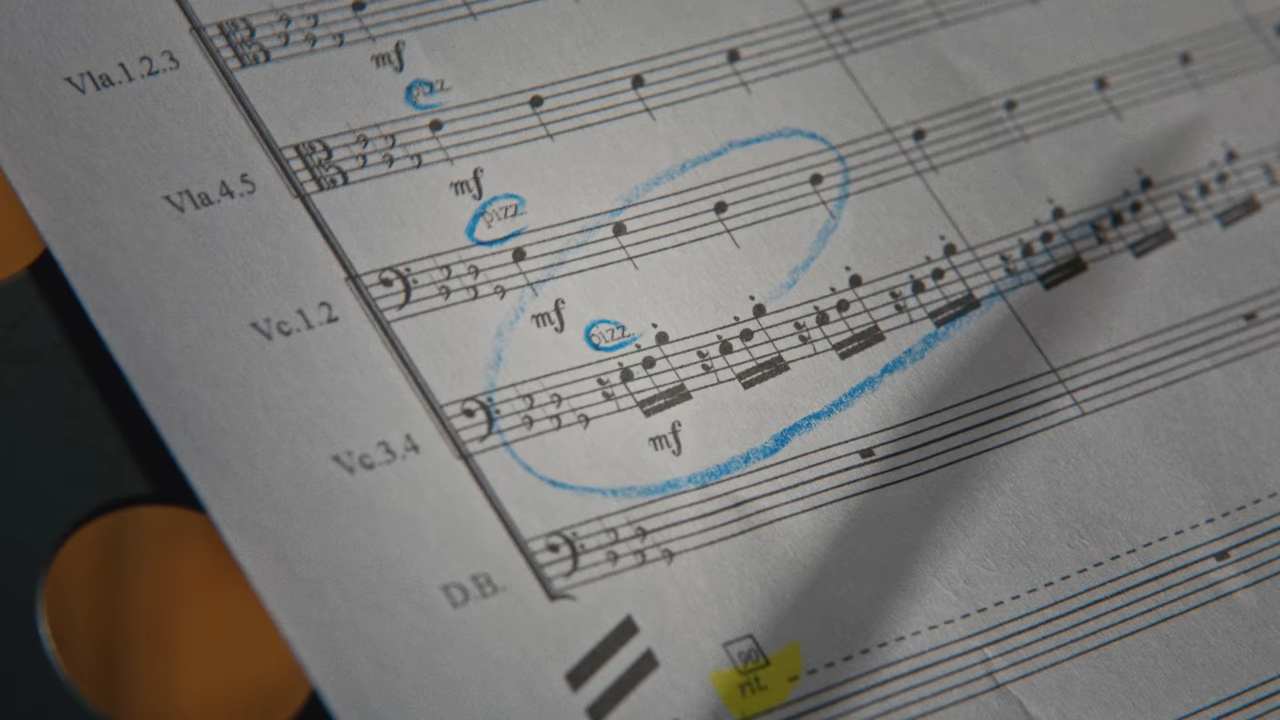 Vla.1.2.3
mf
pizz.
Vla.4.5
mf
pizz.
Vc.1.2
mf
pizz.
Vc.3.4
mf
D.B.
90
rit.